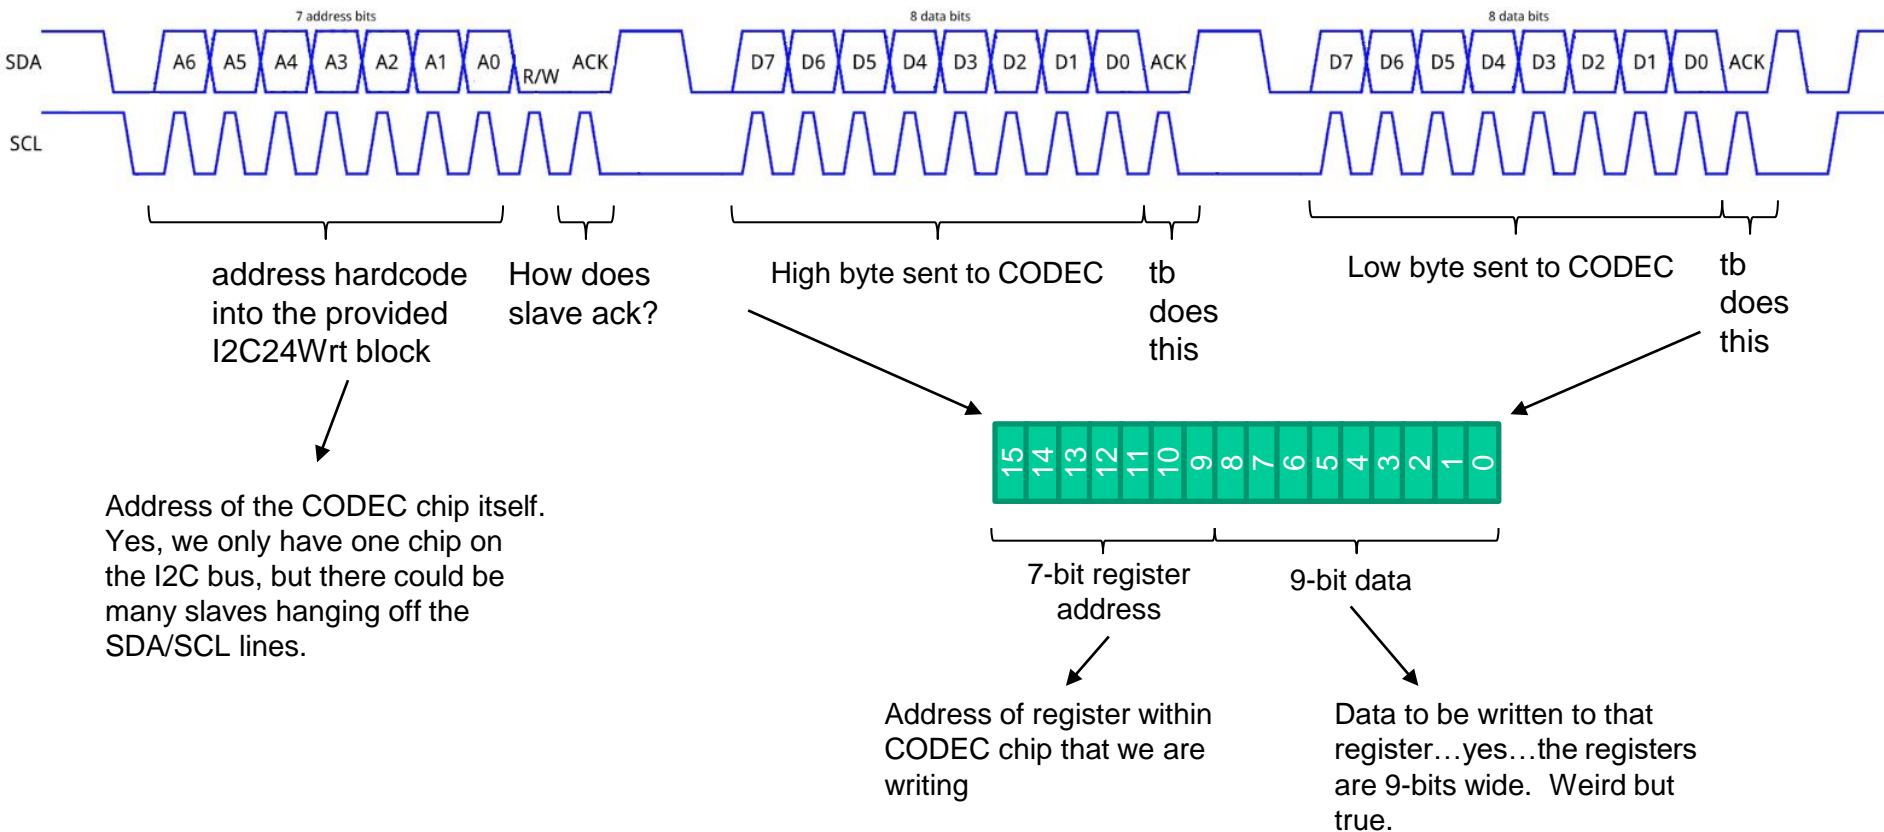 7 address bits
8 data bits
8 data bits
SDA
A6 A5 A4 A3 A2 A1 A0 R/W ACK
D7 D6 D5 D4 D3 D2 D1 D0 ACK
D7 D6 D5 D4 D3 D2 D1 D0 ACK
SCL
address hardcode
into the provided
I2C24Wrt block
How does
slave ack?
High byte sent to CODEC
tb
does
this
Low byte sent to CODEC
tb
does
this
15 14 13 12 11 10 9 8 7 6 5 4 3 2 1 0
Address of the CODEC chip itself.
Yes, we only have one chip on
the I2C bus, but there could be
many slaves hanging off the
SDA/SCL lines.
7-bit register
address
9-bit data
Address of register within
CODEC chip that we are
writing
Data to be written to that
register…yes…the registers
are 9-bits wide.  Weird but
true.